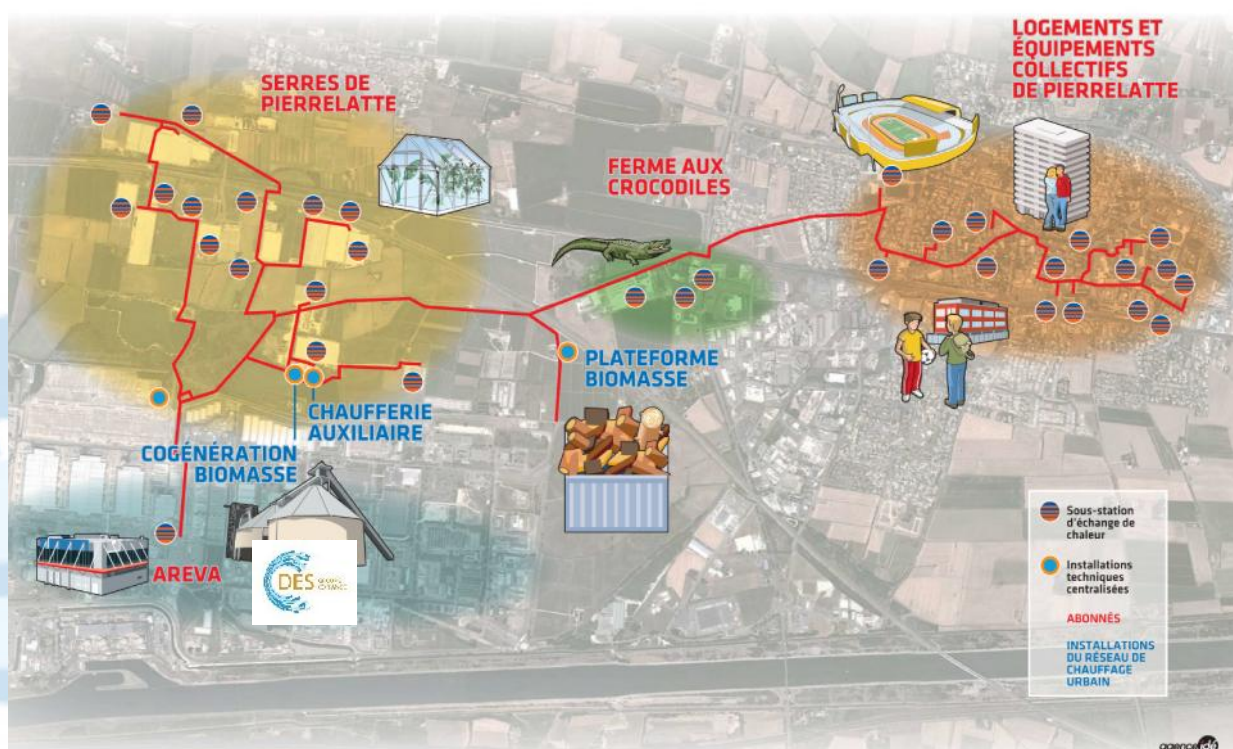 SERRES DE
PIERRELATTE
FERME AUX
CROCODILES
LOGEMENTS ET
ÉQUIPEMENTS
COLLECTIFS
DE PIERRELATTE
PLATEFORME
BIOMASSE
CHAUFFERIE
AUXILIAIRE
COGÉNÉRATION
BIOMASSE
AREVA
DES
Sous-station
d'échange de
chaleur
Installations
techniques
centralisées
ABONNÉS
INSTALLATIONS
DU RÉSEAU DE
CHAUFFAGE
URBAIN
agence